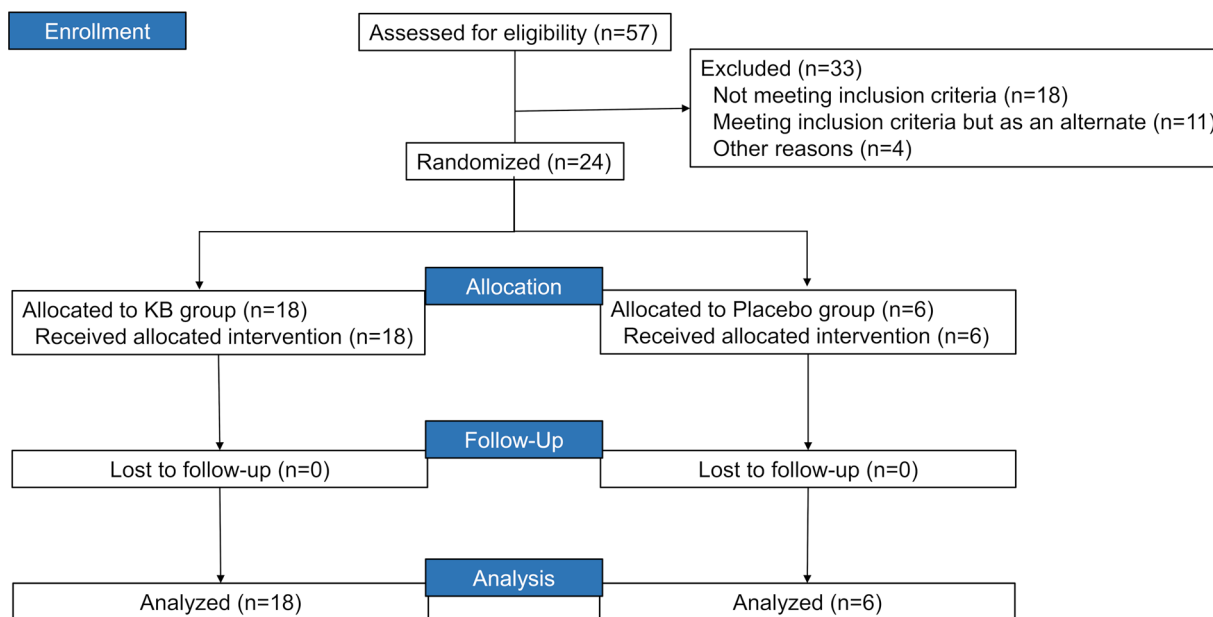 Enrollment
Assessed for eligibility (n=57)
Excluded (n=33)
Not meeting inclusion criteria (n=18)
Meeting inclusion criteria but as an alternate (n=11)
Other reasons (n=4)
Randomized (n=24)
Allocation
Allocated to KB group (n=18)
Received allocated intervention (n=18)
Allocated to Placebo group (n=6)
Received allocated intervention (n=6)
Follow-Up
Lost to follow-up (n=0)
Lost to follow-up (n=0)
Analysis
Analyzed (n=18)
Analyzed (n=6)